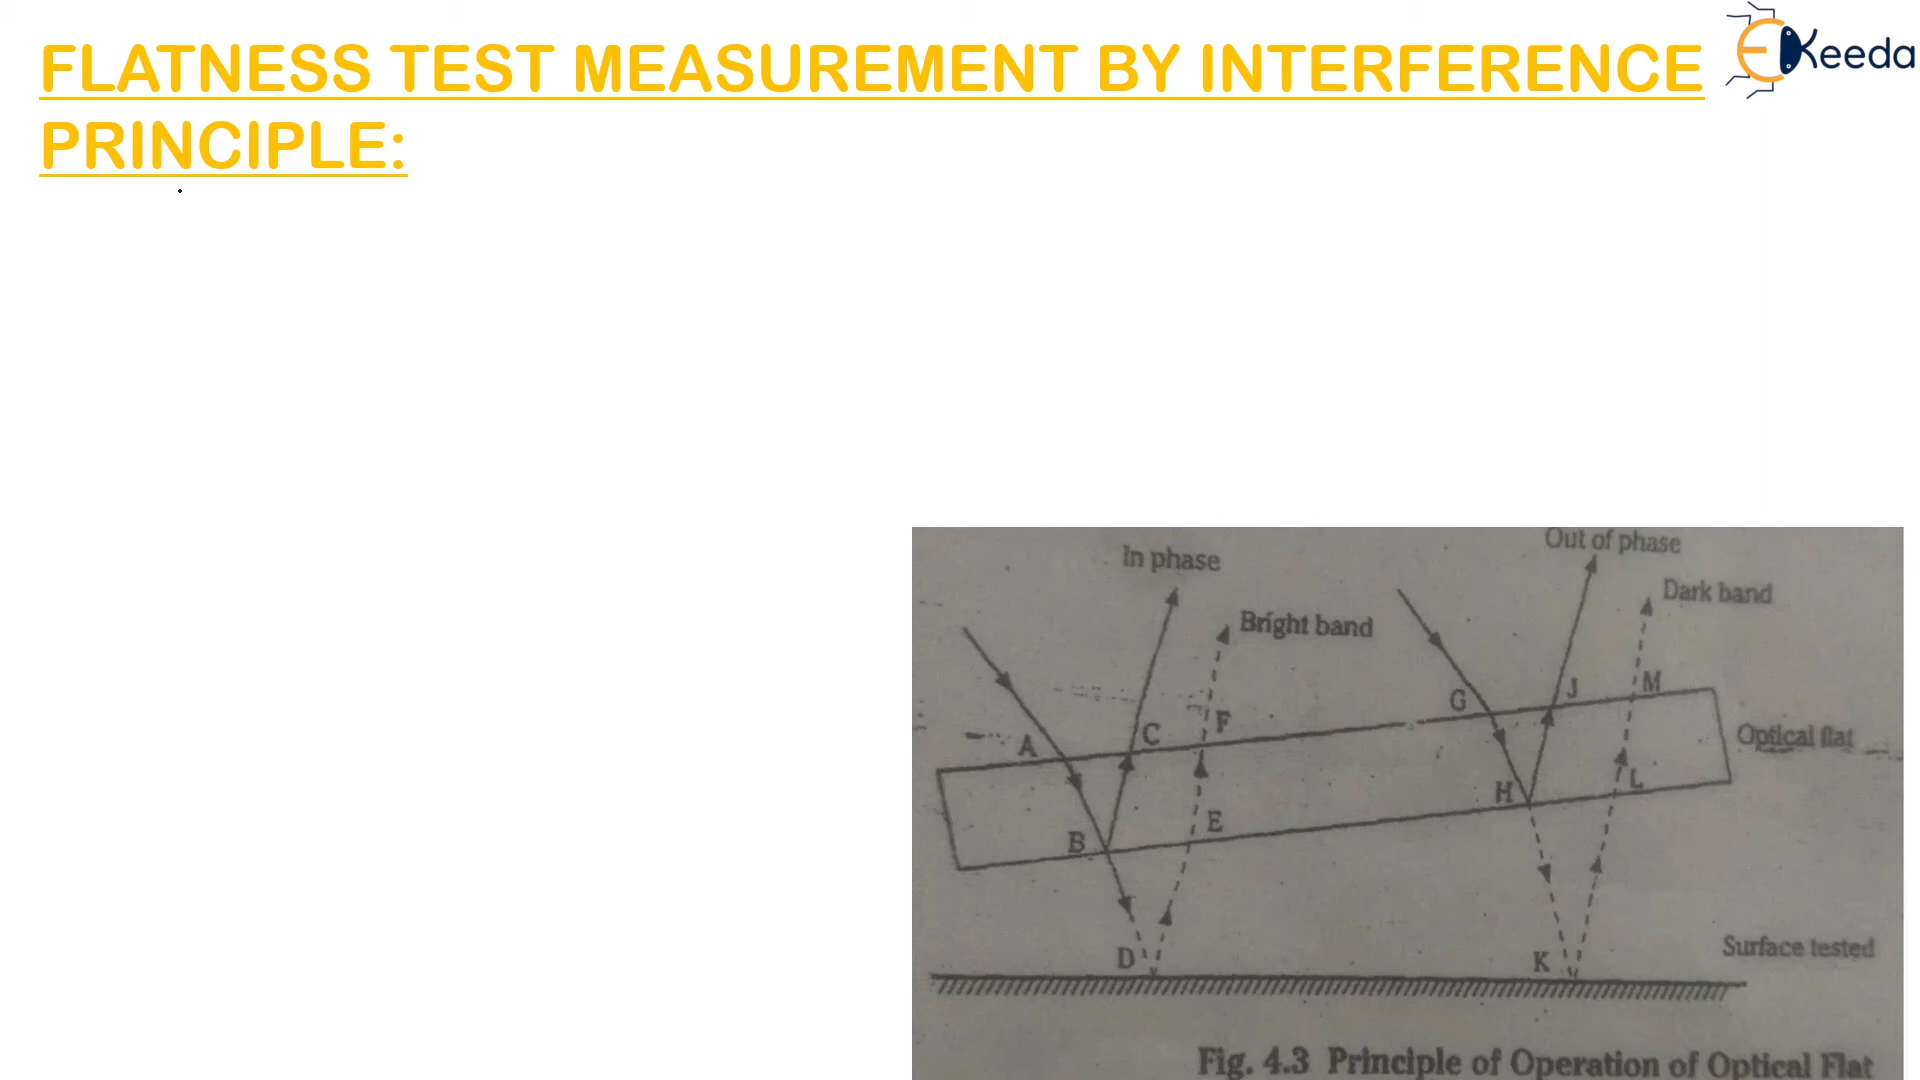 FLATNESS TEST MEASUREMENT BY INTERFERENCE
PRINCIPLE:
EKeeda
In phase
Bright band
Out of phase
Dark band
A
C
F
G
J
M
Optical flat
B
E
H
L
D
K
Surface tested
Fig. 4.3 Principle of Operation of Optical Flat